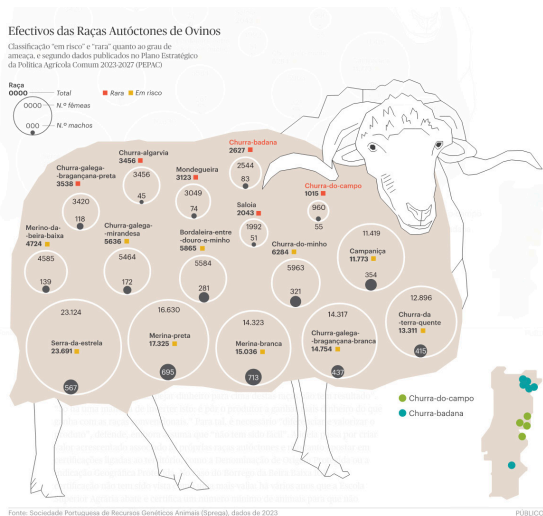 Efectivos das Raças Autóctones de Ovinos
Classificação "em risco" e "rara" quanto ao grau de
ameaça, e segundo dados publicados no Plano Estratégico
da Política Agrícola Comum 2023-2027 (PEPAC)
Raça
0000
Total
Rara
Em risco
0000
N.º fêmeas
000
N.º machos
Churra-badana
2627
2544
83
Churra-algarvia
3456
3456
45
Mondegueira
3123
3049
74
Churra-galega-
-bragançana-preta
3538
3420
118
Churra-do-campo
1015
960
55
Saloia
2043
1992
51
Merino-da-
-beira-baixa
4724
4585
139
Churra-galega-
mirandesa
5636
5464
172
Bordaleira-entre
-douro-e-minho
5865
5584
281
Churra-do-minho
6284
5963
321
11.419
Campaniça
11.773
354
23.124
Serra-da-estrela
23.691
567
16.630
Merina-preta
17.325
695
14.323
Merina-branca
15.036
713
14.317
Churra-galega-
-bragançana-branca
14.754
437
12.896
Churra-da
-terra-quente
13.311
415
Churra-do-campo
Churra-badana
Fonte: Sociedade Portuguesa de Recursos Genéticos Animais (Sprega), dados de 2023
PÚBLICO